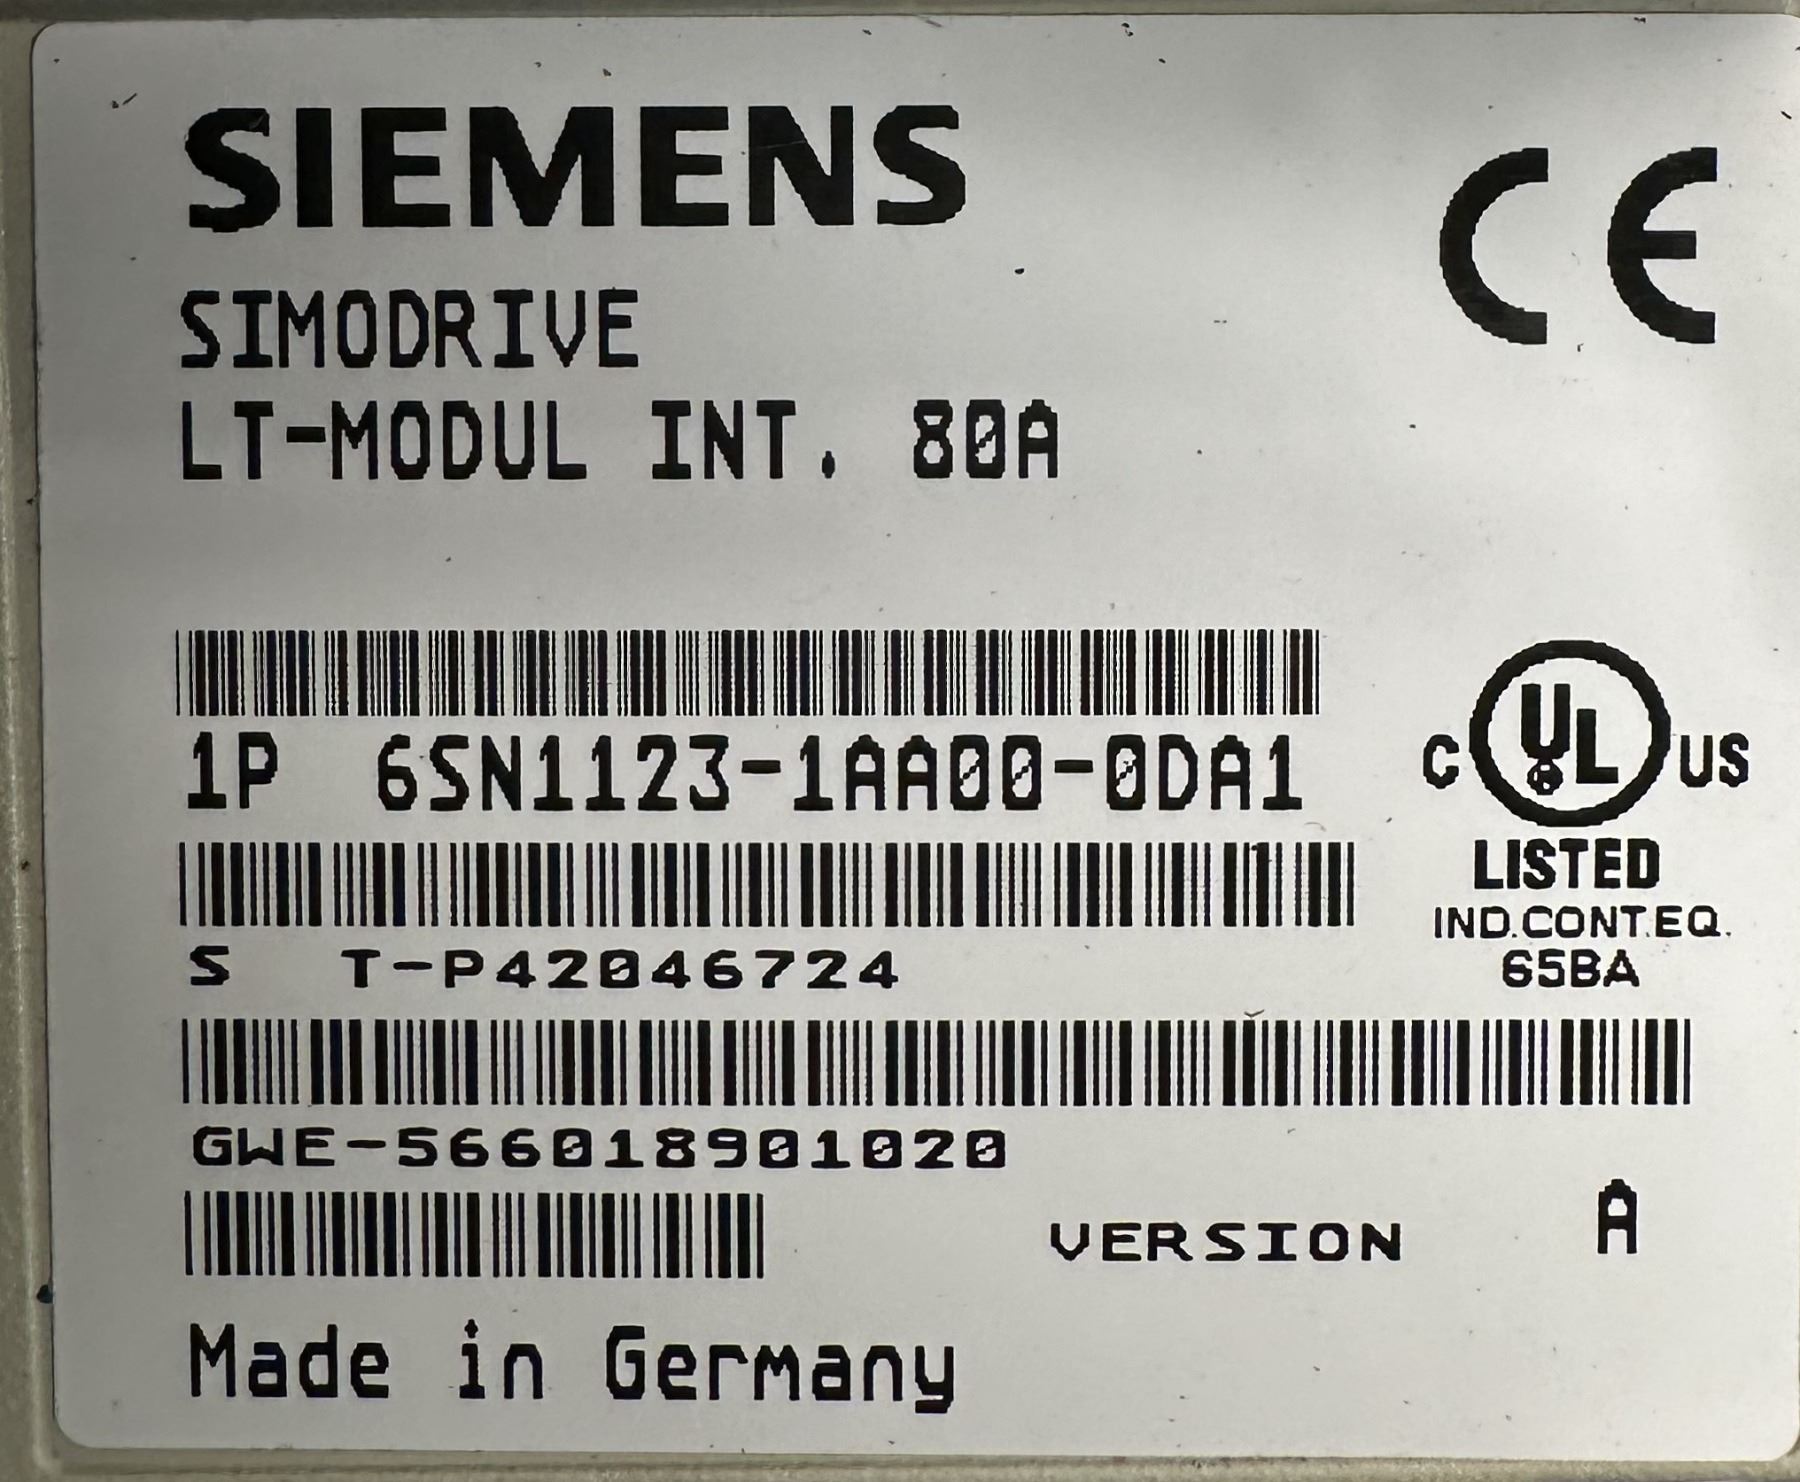 SIEMENS
CE
SIMODRIVE
LT-MODUL INT. 80A
1P 6SN1123-1AA00-0DA1
C UL US
LISTED
IND.CONT.EQ.
65BA
S T-P42046724
GWE-566018901020
VERSION A
Made in Germany